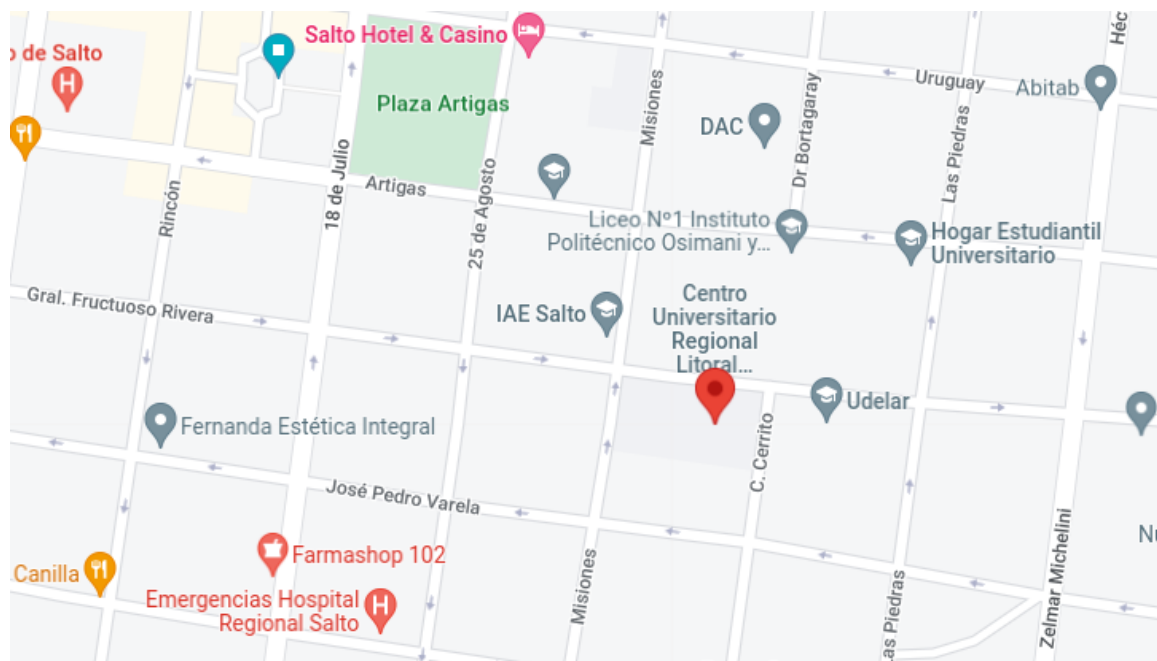 Salto Hotel & Casino
o de Salto
H
Plaza Artigas
Misiones
Uruguay
Abitab
Héc
DAC
Dr Bortagaray
Las Piedras
18 de Julio
Artigas
Rincón
25 de Agosto
Liceo Nº1 Instituto
Politécnico Osimani y...
Hogar Estudiantil
Universitario
Gral. Fructuoso Rivera
IAE Salto
Centro
Universitario
Regional
Litoral...
Udelar
Fernanda Estética Integral
C. Cerrito
José Pedro Varela
Farmashop 102
Canilla
Emergencias Hospital
Regional Salto
H
Misiones
Las Piedras
Zelmar Michelini